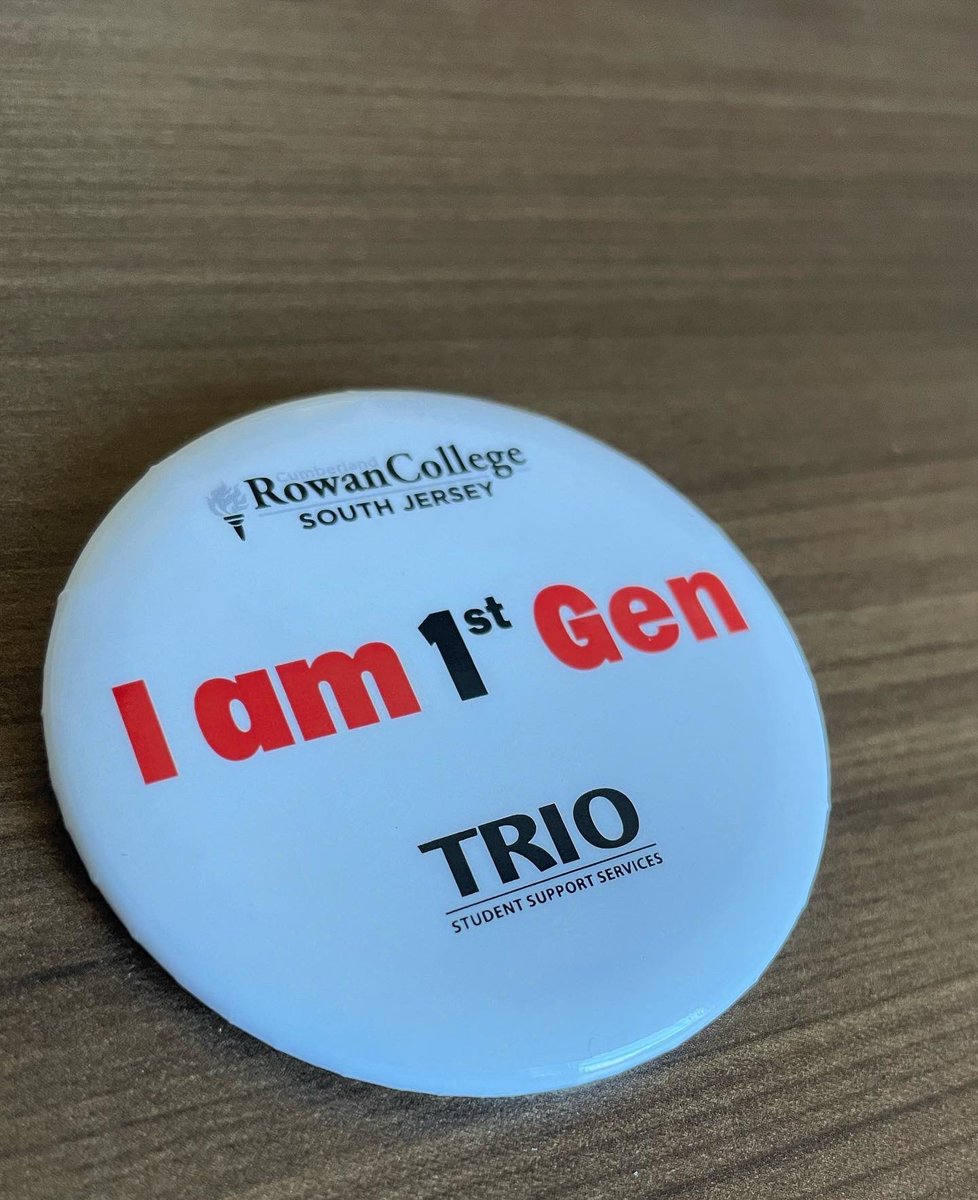 Cumberland
RowanCollege
SOUTH JERSEY
I am 1st Gen
TRIO
STUDENT SUPPORT SERVICES